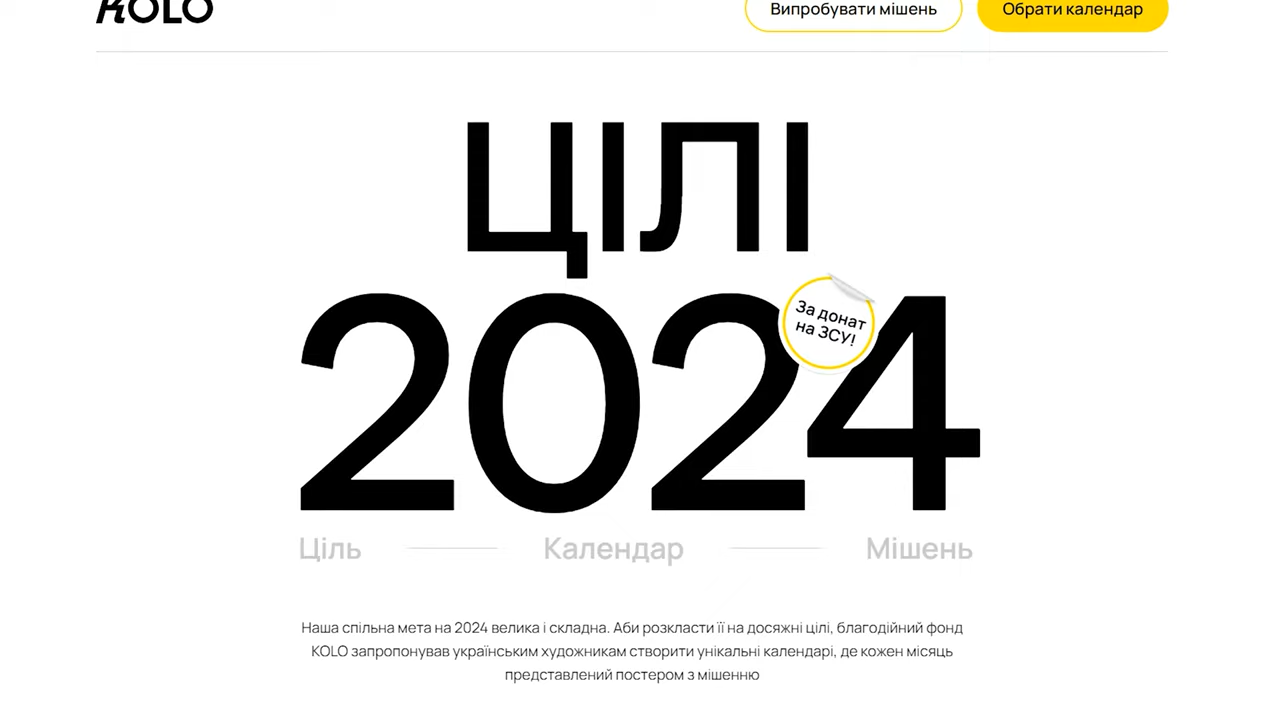 KOLO
Випробувати мішень
Обрати календар
ЦІЛІ
2024
За донат
на ЗСУ!
Ціль
Календар
Мішень
Наша спільна мета на 2024 велика і складна. Аби розкласти її на досяжні цілі, благодійний фонд
KOLO запропонував українським художникам створити унікальні календарі, де кожен місяць
представлений постером з мішенню